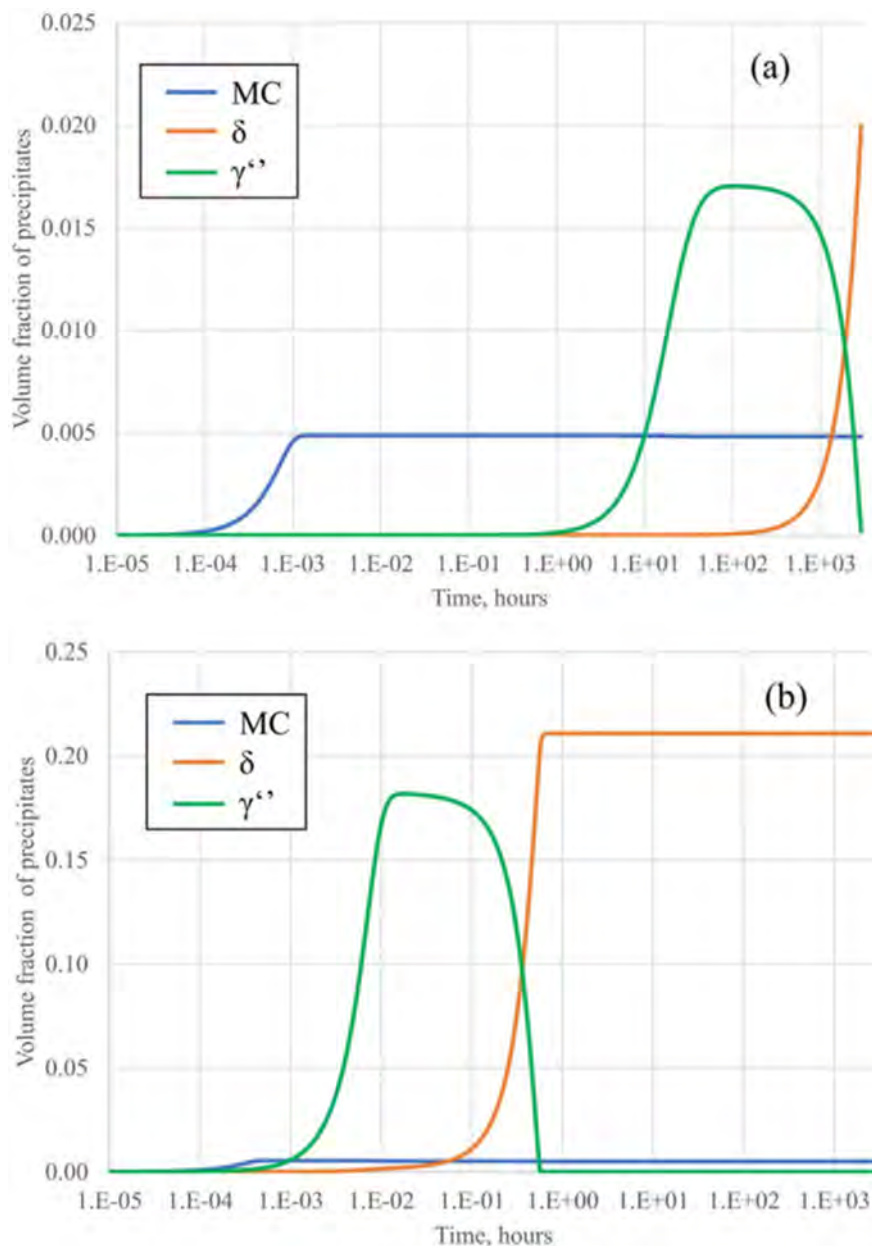 (a)
MC
δ
γ‘’
Volume fraction of precipitates
0.025
0.020
0.015
0.010
0.005
0.000
1.E-05 1.E-04 1.E-03 1.E-02 1.E-01 1.E+00 1.E+01 1.E+02 1.E+03
Time, hours
(b)
MC
δ
γ‘’
Volume fraction of precipitates
0.25
0.20
0.15
0.10
0.05
0.00
1.E-05 1.E-04 1.E-03 1.E-02 1.E-01 1.E+00 1.E+01 1.E+02 1.E+03
Time, hours